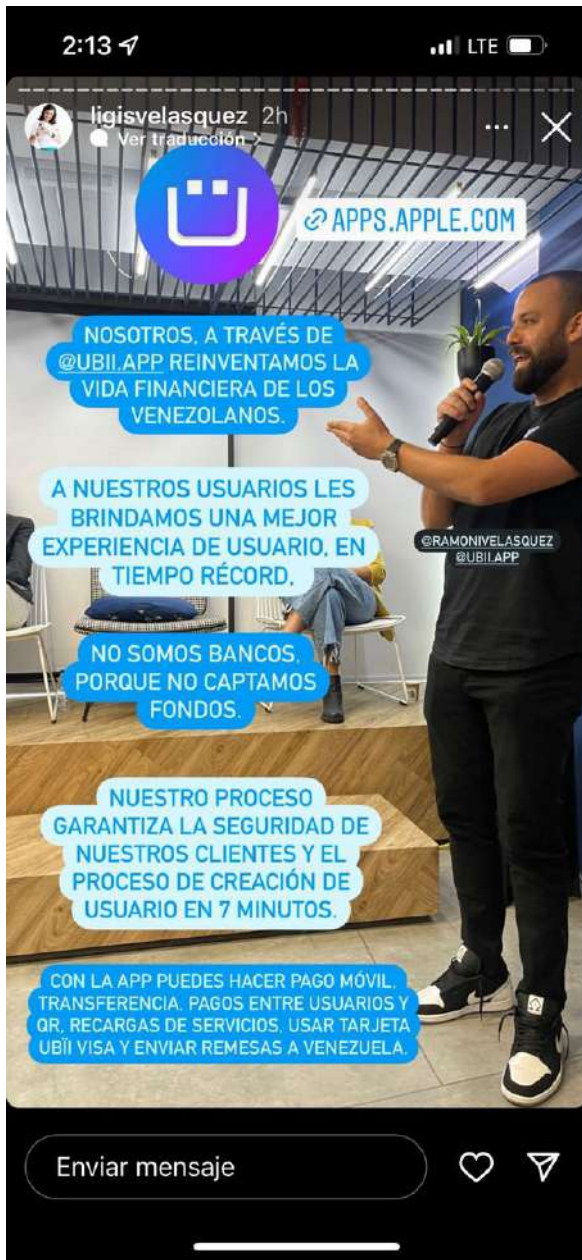 2:13
LTE
ligisvelasquez 2h
Ver traducción >
APPS.APPLE.COM
NOSOTROS, A TRAVÉS DE
@UBII.APP REINVENTAMOS LA
VIDA FINANCIERA DE LOS
VENEZOLANOS.
A NUESTROS USUARIOS LES
BRINDAMOS UNA MEJOR
EXPERIENCIA DE USUARIO, EN
TIEMPO RÉCORD.
@RAMONIVELASQUEZ
@UBII.APP
NO SOMOS BANCOS,
PORQUE NO CAPTAMOS
FONDOS.
NUESTRO PROCESO
GARANTIZA LA SEGURIDAD DE
NUESTROS CLIENTES Y EL
PROCESO DE CREACIÓN DE
USUARIO EN 7 MINUTOS.
CON LA APP PUEDES HACER PAGO MÓVIL,
TRANSFERENCIA, PAGOS ENTRE USUARIOS Y
QR, RECARGAS DE SERVICIOS, USAR TARJETA
UBÏI VISA Y ENVIAR REMESAS A VENEZUELA.
Enviar mensaje